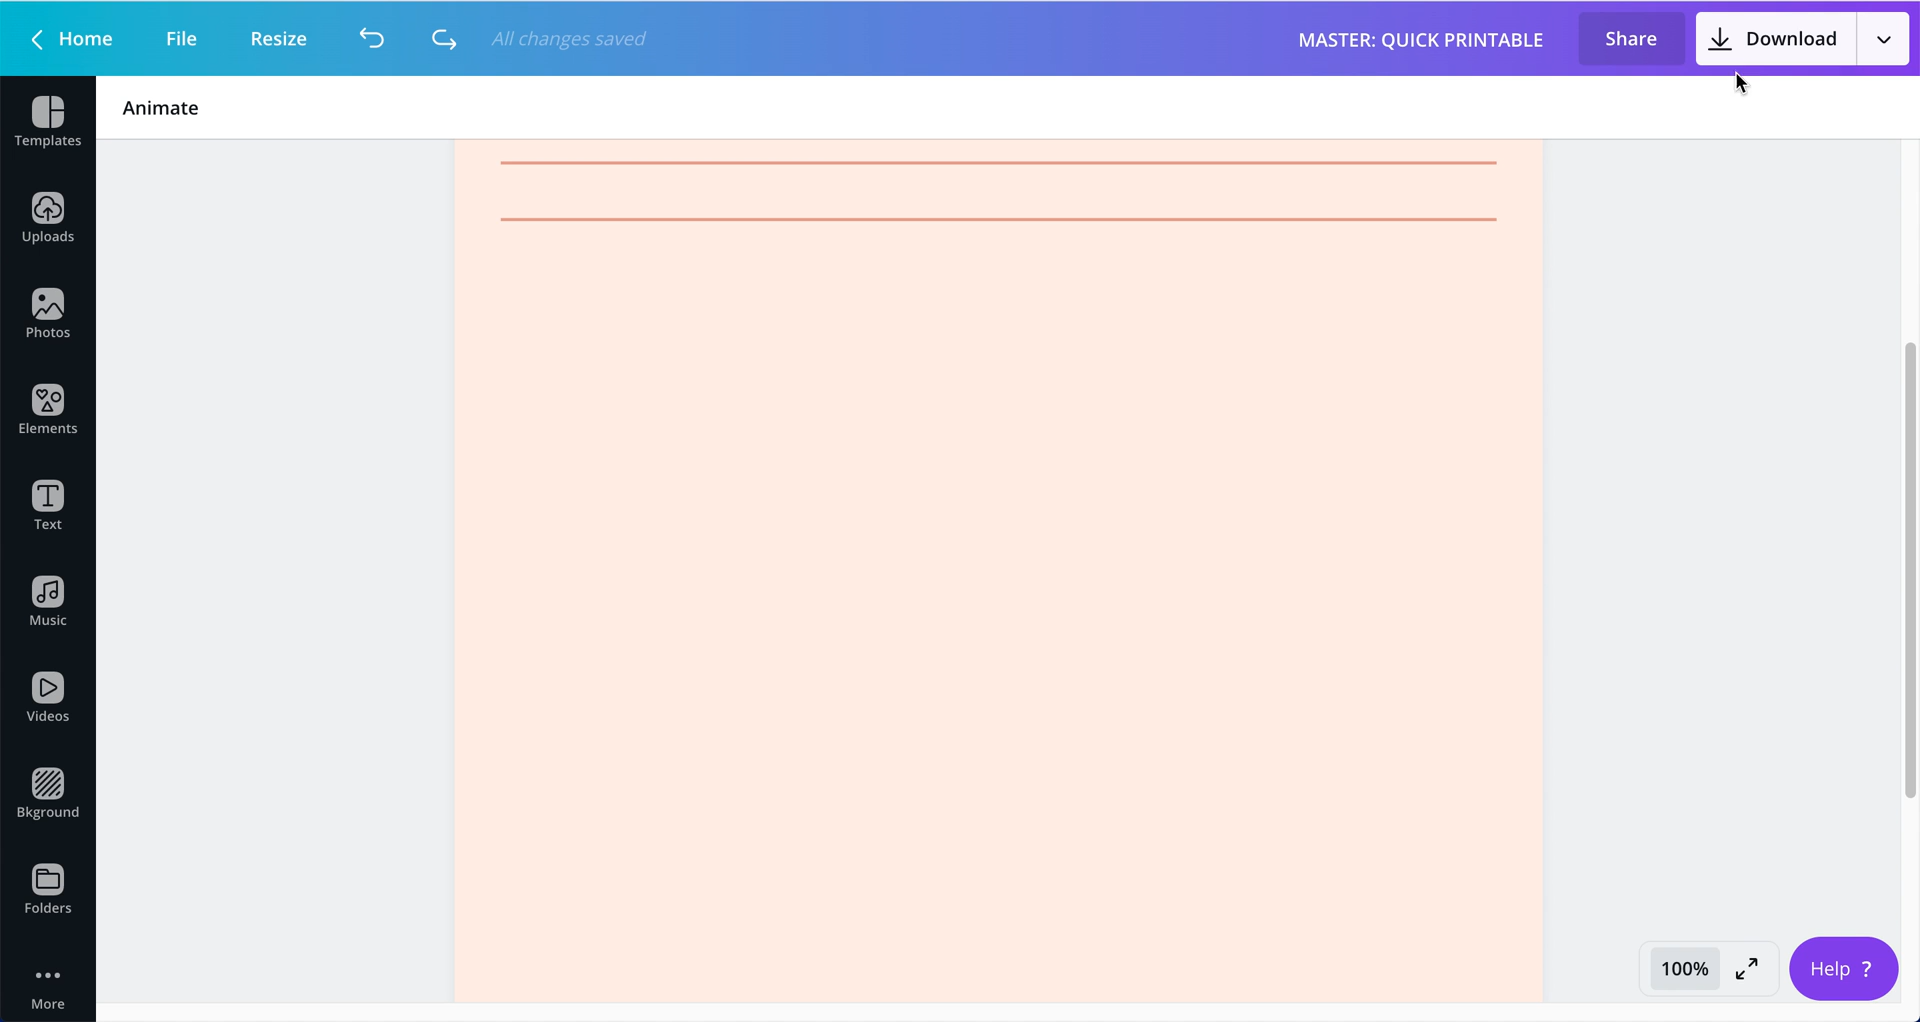 Home File Resize All changes saved MASTER: QUICK PRINTABLE Share Download
Animate
Templates
Uploads
Photos
Elements
Text
Music
Videos
Bkground
Folders
More
100% Help ?